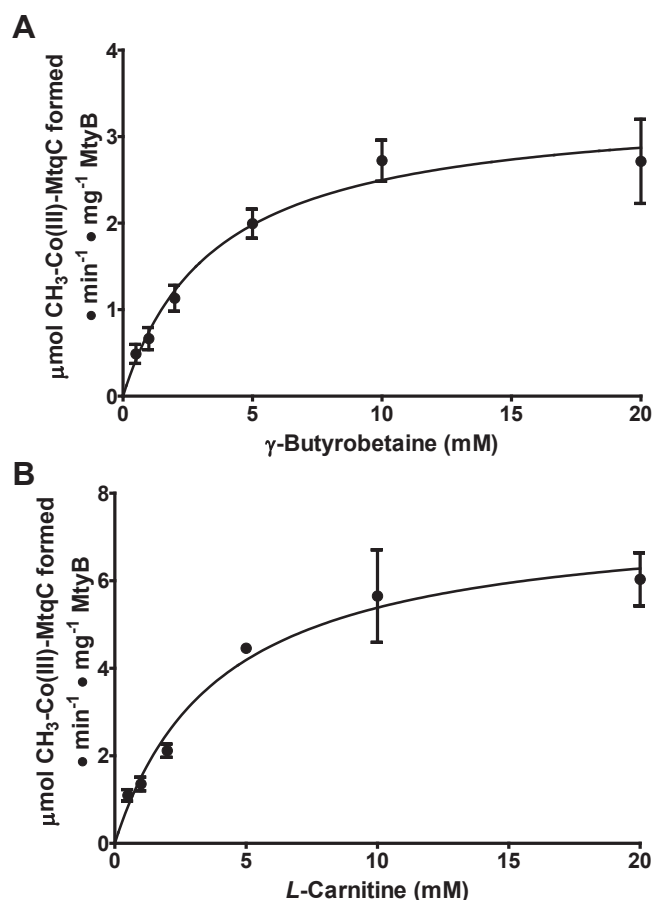 A
μmol CH₃-Co(III)-MtqC formed
• min⁻¹ • mg⁻¹ MtyB
4
3
2
1
0
0 5 10 15 20
γ-Butyrobetaine (mM)
B
μmol CH₃-Co(III)-MtqC formed
• min⁻¹ • mg⁻¹ MtyB
8
6
4
2
0
0 5 10 15 20
L-Carnitine (mM)